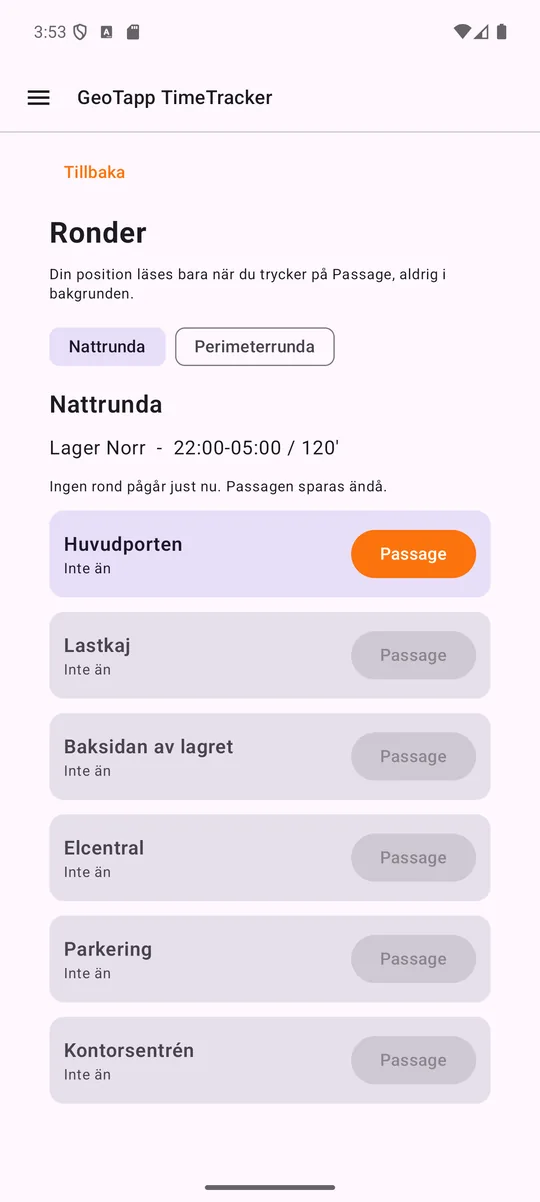 3:53
GeoTapp TimeTracker
Tillbaka
Ronder
Din position läses bara när du trycker på Passage, aldrig i
bakgrunden.
Nattrunda
Perimeterrunda
Nattrunda
Lager Norr - 22:00-05:00 / 120'
Ingen rond pågår just nu. Passagen sparas ändå.
Huvudporten
Inte än
Passage
Lastkaj
Inte än
Passage
Baksidan av lagret
Inte än
Passage
Elcentral
Inte än
Passage
Parkering
Inte än
Passage
Kontorsentrén
Inte än
Passage